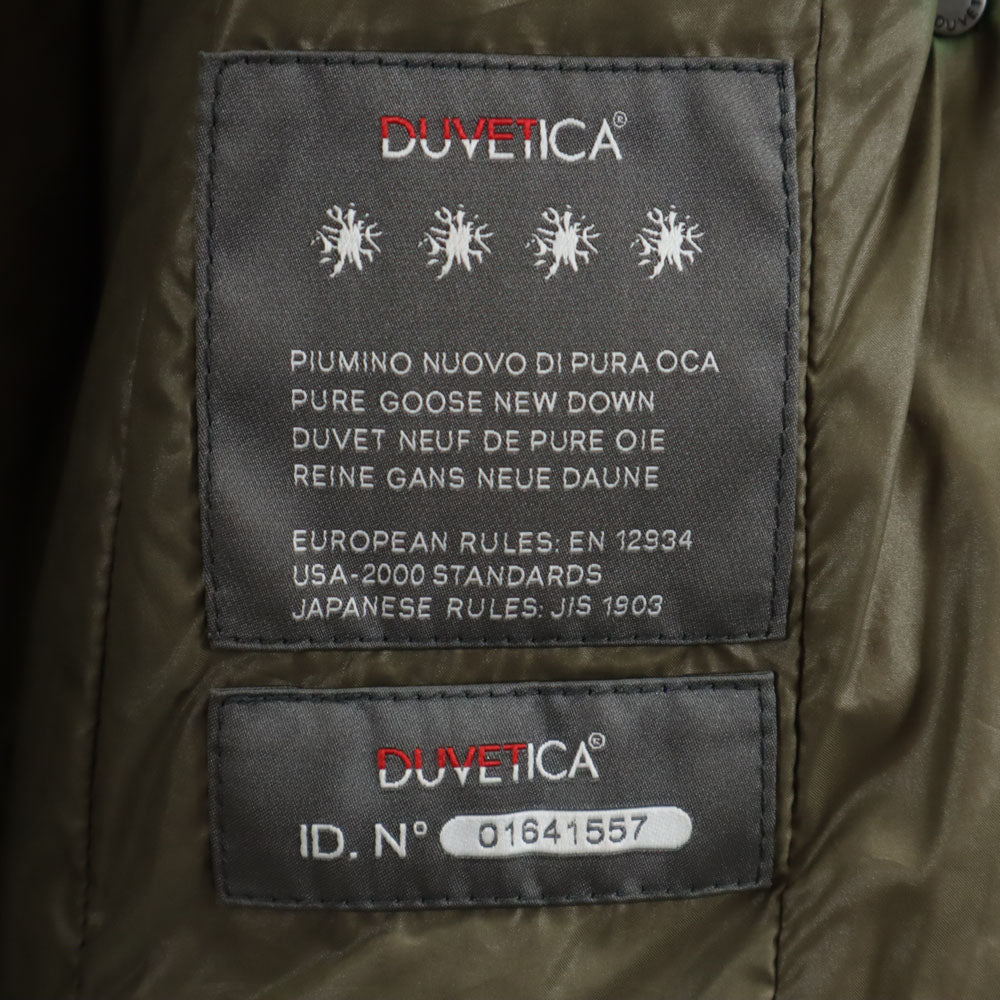 DUVETICA®
PIUMINO NUOVO DI PURA OCA
PURE GOOSE NEW DOWN
DUVET NEUF DE PURE OIE
REINE GANS NEUE DAUNE
EUROPEAN RULES: EN 12934
USA-2000 STANDARDS
JAPANESE RULES: JIS 1903
DUVETICA®
ID. N° 01641557